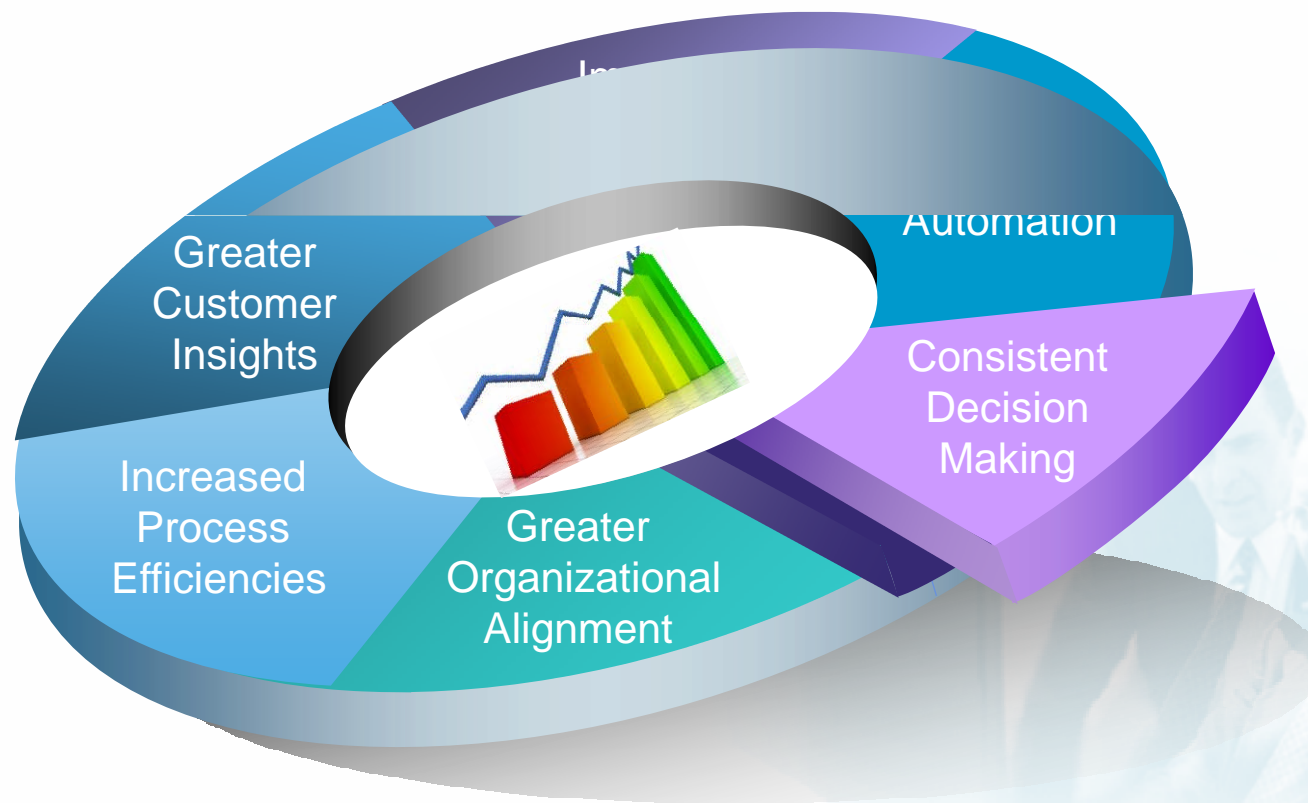 Automation
Greater
Customer
Insights
Consistent
Decision
Making
Increased
Process
Efficiencies
Greater
Organizational
Alignment